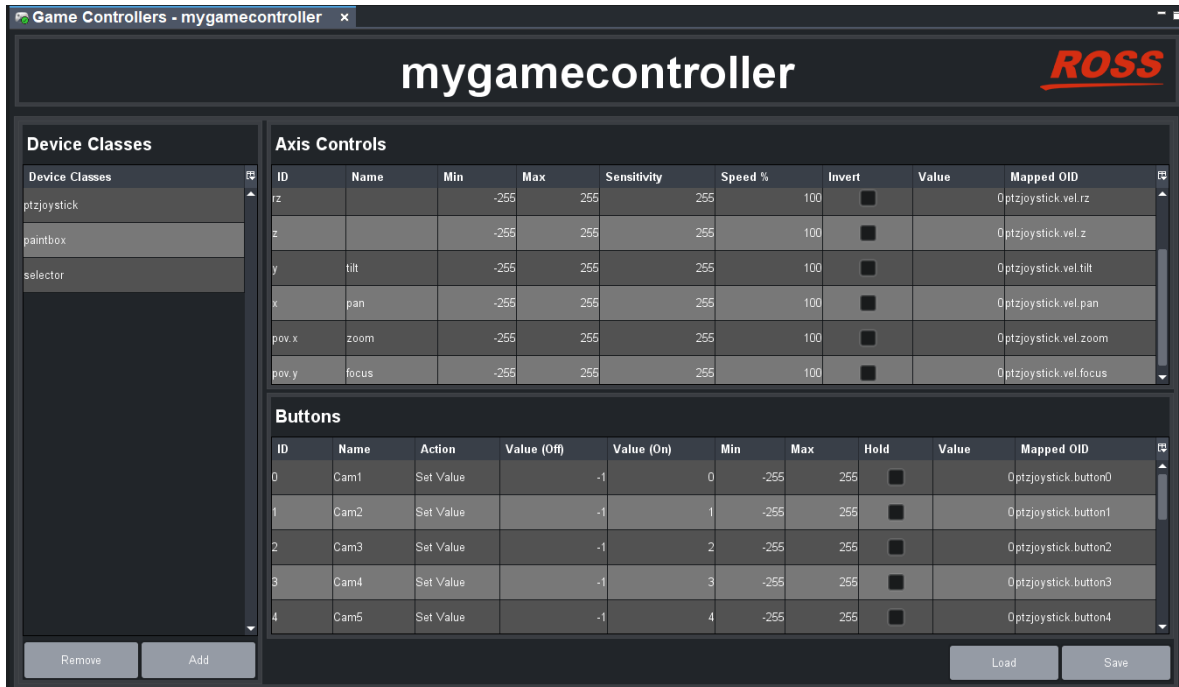 Game Controllers - mygamecontroller ×
mygamecontroller
ROSS
Device Classes
Device Classes
ptzjoystick
paintbox
selector
Remove Add
Axis Controls
ID Name Min Max Sensitivity Speed % Invert Value Mapped OID
rz -255 255 255 100 0 ptzjoystick.vel.rz
z -255 255 255 100 0 ptzjoystick.vel.z
y tilt -255 255 255 100 0 ptzjoystick.vel.tilt
x pan -255 255 255 100 0 ptzjoystick.vel.pan
pov.x zoom -255 255 255 100 0 ptzjoystick.vel.zoom
pov.y focus -255 255 255 100 0 ptzjoystick.vel.focus
Buttons
ID Name Action Value (Off) Value (On) Min Max Hold Value Mapped OID
0 Cam1 Set Value -1 0 -255 255 0 ptzjoystick.button0
1 Cam2 Set Value -1 1 -255 255 0 ptzjoystick.button1
2 Cam3 Set Value -1 2 -255 255 0 ptzjoystick.button2
3 Cam4 Set Value -1 3 -255 255 0 ptzjoystick.button3
4 Cam5 Set Value -1 4 -255 255 0 ptzjoystick.button4
Load Save